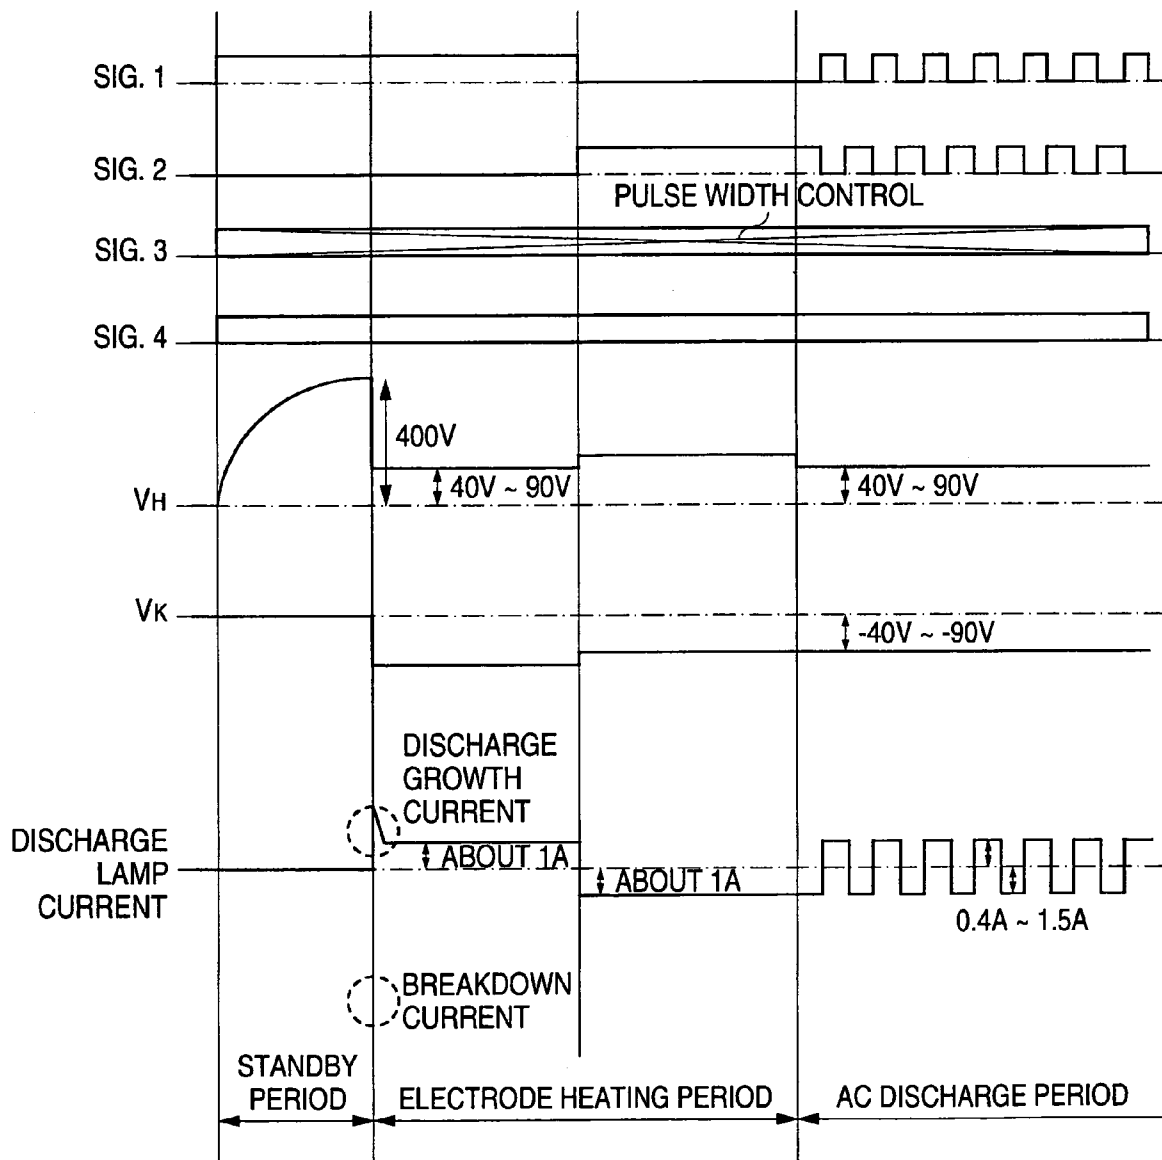 SIG. 1
SIG. 2
PULSE WIDTH CONTROL
SIG. 3
SIG. 4
400V
VH
40V ~ 90V
40V ~ 90V
VK
-40V ~ -90V
DISCHARGE
GROWTH
CURRENT
DISCHARGE
LAMP
CURRENT
ABOUT 1A
ABOUT 1A
0.4A ~ 1.5A
BREAKDOWN
CURRENT
STANDBY
PERIOD
ELECTRODE HEATING PERIOD
AC DISCHARGE PERIOD